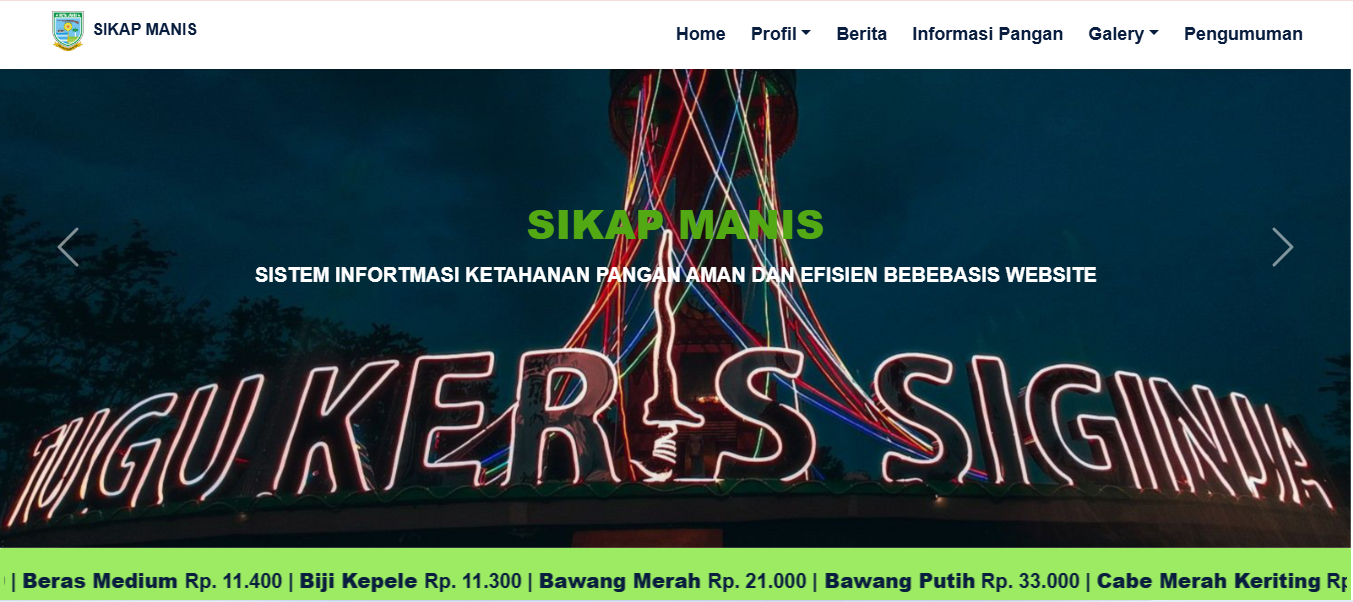 SIKAP MANIS
Home Profil Berita Informasi Pangan Galery Pengumuman
SIKAP MANIS
SISTEM INFORTMASI KETAHANAN PANGAN AMAN DAN EFISIEN BEBEBASIS WEBSITE
TUGU KERIS SIGINJAI
| Beras Medium Rp. 11.400 | Biji Kepele Rp. 11.300 | Bawang Merah Rp. 21.000 | Bawang Putih Rp. 33.000 | Cabe Merah Keriting Rp